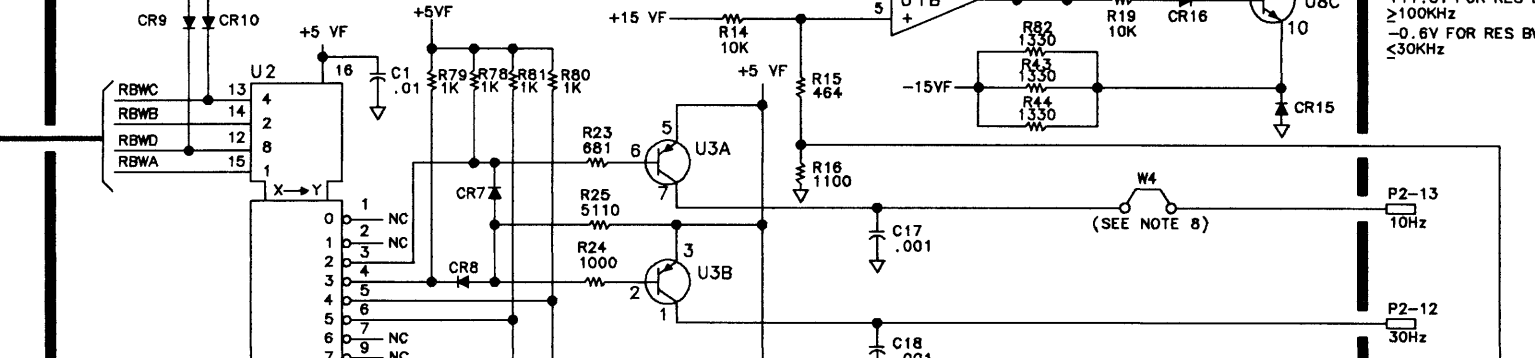 CR9
CR10
+5 VF
U2
16
C1
.01
+5VF
R79
1K
R78
1K
R81
1K
R80
1K
RBWC
13
4
RBWB
14
2
RBWD
12
8
RBWA
15
1
X→Y
0
1
NC
1
2
NC
2
3
3
4
4
5
5
6
6
7
NC
7
9
NC
CR7
CR8
R23
681
R25
5110
R24
1000
+15 VF
R14
10K
+5 VF
R15
464
R16
1100
5
6
7
U3A
3
2
1
U3B
5
+
R19
10K
CR16
U8C
10
R82
1330
R43
1330
R44
1330
-15VF
CR15
≥100KHz
-0.6V FOR RES BW
≤30KHz
W4
(SEE NOTE 8)
C17
.001
C18
P2-13
10Hz
P2-12
30Hz